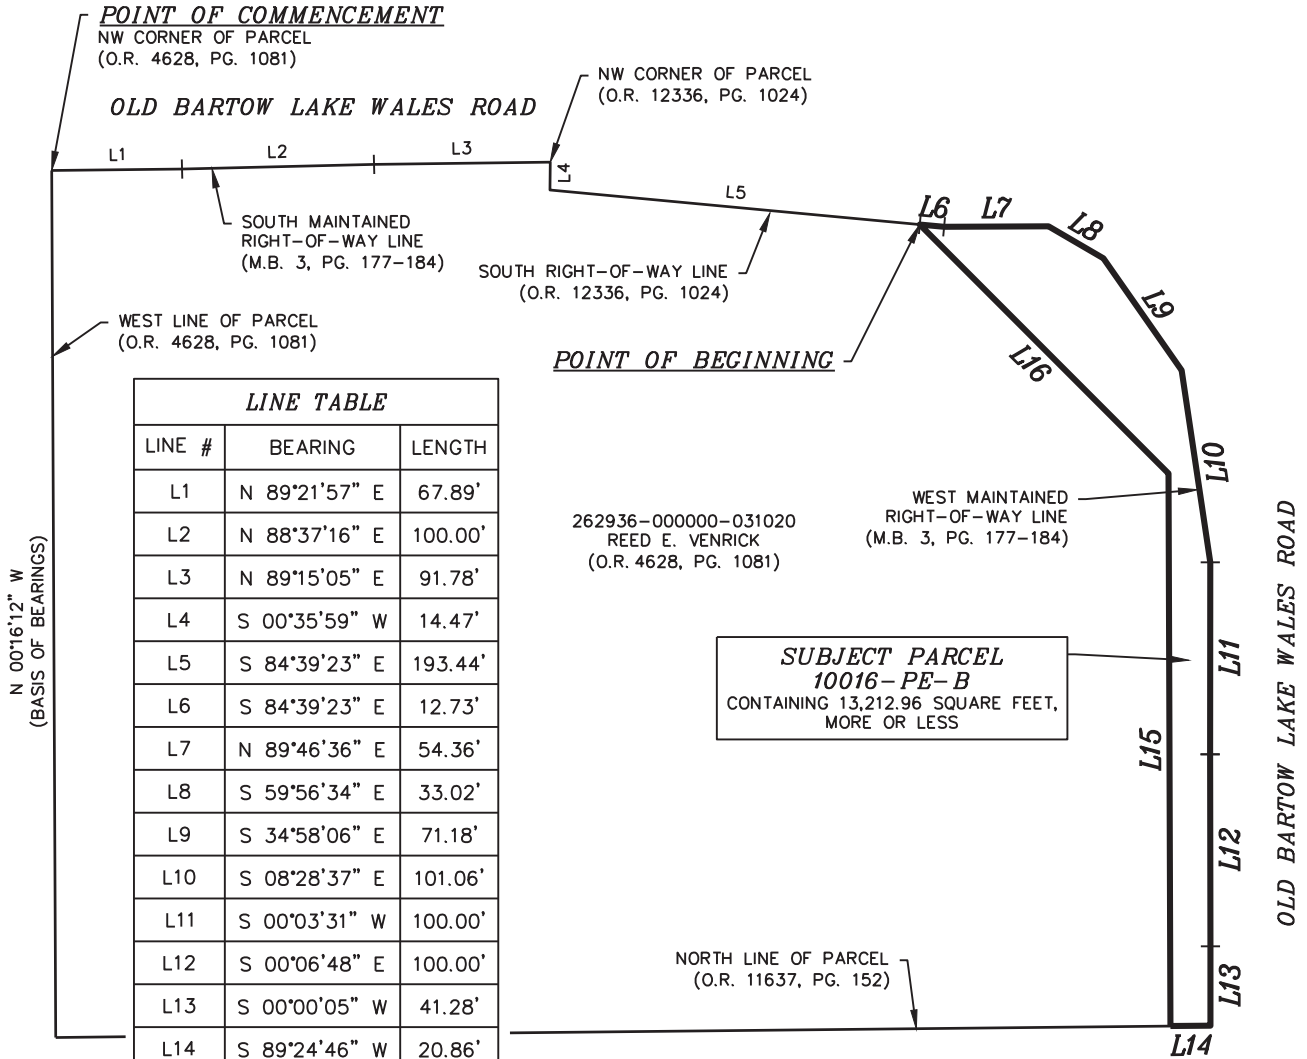 POINT OF COMMENCEMENT
NW CORNER OF PARCEL
(O.R. 4628, PG. 1081)
OLD BARTOW LAKE WALES ROAD
NW CORNER OF PARCEL
(O.R. 12336, PG. 1024)
L1
L2
L3
L4
L5
L6
L7
L8
L9
L10
L11
L12
L13
L14
L15
L16
SOUTH MAINTAINED
RIGHT-OF-WAY LINE
(M.B. 3, PG. 177-184)
SOUTH RIGHT-OF-WAY LINE
(O.R. 12336, PG. 1024)
WEST LINE OF PARCEL
(O.R. 4628, PG. 1081)
POINT OF BEGINNING
N 00°16'12" W
(BASIS OF BEARINGS)
LINE TABLE
LINE # BEARING LENGTH
L1 N 89°21'57" E 67.89'
L2 N 88°37'16" E 100.00'
L3 N 89°15'05" E 91.78'
L4 S 00°35'59" W 14.47'
L5 S 84°39'23" E 193.44'
L6 S 84°39'23" E 12.73'
L7 N 89°46'36" E 54.36'
L8 S 59°56'34" E 33.02'
L9 S 34°58'06" E 71.18'
L10 S 08°28'37" E 101.06'
L11 S 00°03'31" W 100.00'
L12 S 00°06'48" E 100.00'
L13 S 00°00'05" W 41.28'
L14 S 89°24'46" W 20.86'
262936-000000-031020
REED E. VENRICK
(O.R. 4628, PG. 1081)
WEST MAINTAINED
RIGHT-OF-WAY LINE
(M.B. 3, PG. 177-184)
SUBJECT PARCEL
10016-PE-B
CONTAINING 13,212.96 SQUARE FEET,
MORE OR LESS
NORTH LINE OF PARCEL
(O.R. 11637, PG. 152)
OLD BARTOW LAKE WALES ROAD